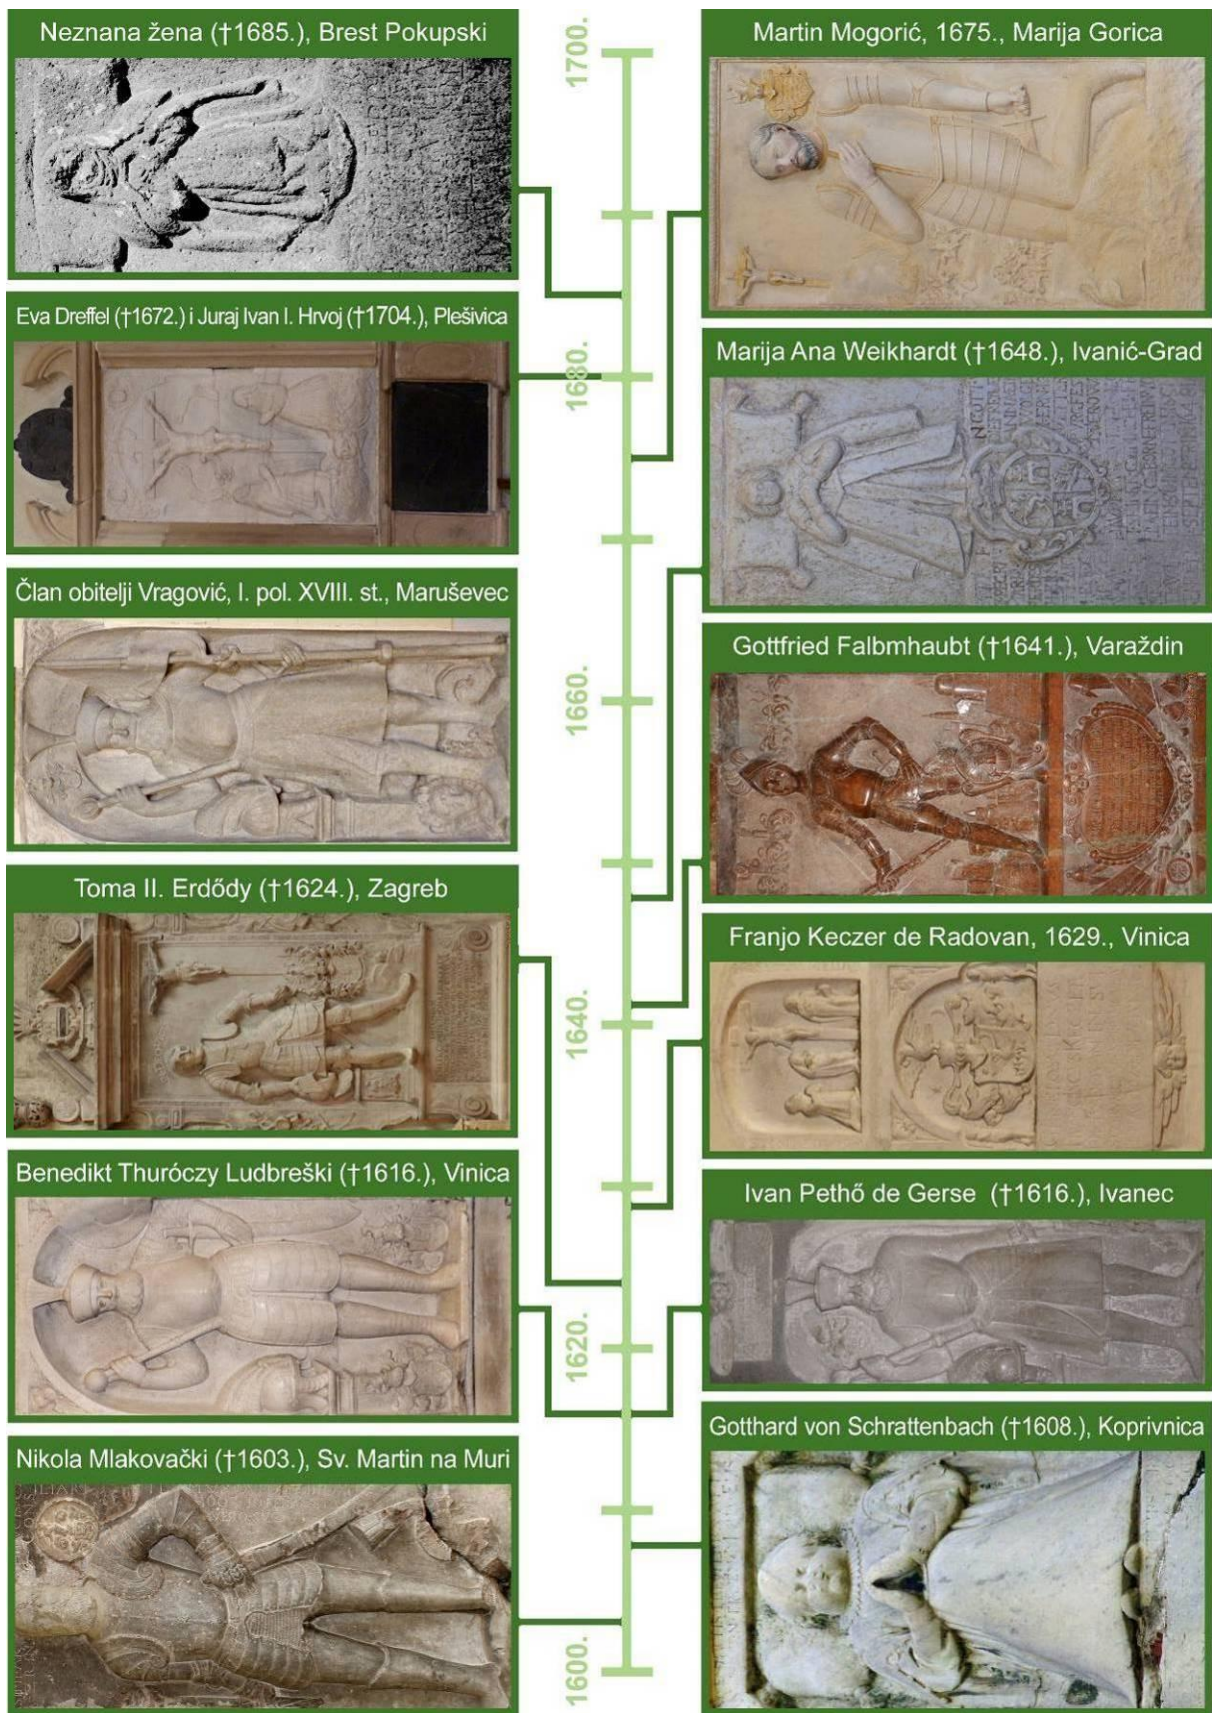 Neznana žena (†1685.), Brest Pokupski
Eva Dreffel (†1672.) i Juraj Ivan I. Hrvoj (†1704.), Plešivica
Član obitelji Vragović, I. pol. XVIII. st., Maruševec
Toma II. Erdődy (†1624.), Zagreb
Benedikt Thuróczy Ludbreški (†1616.), Vinica
Nikola Mlakovački (†1603.), Sv. Martin na Muri
1700.
1680.
1660.
1640.
1620.
1600.
Martin Mogorić, 1675., Marija Gorica
Marija Ana Weikhardt (†1648.), Ivanić-Grad
Gottfried Falbmhaubt (†1641.), Varaždin
Franjo Keczer de Radovan, 1629., Vinica
Ivan Pethő de Gerse (†1616.), Ivanec
Gotthard von Schrattenbach (†1608.), Koprivnica